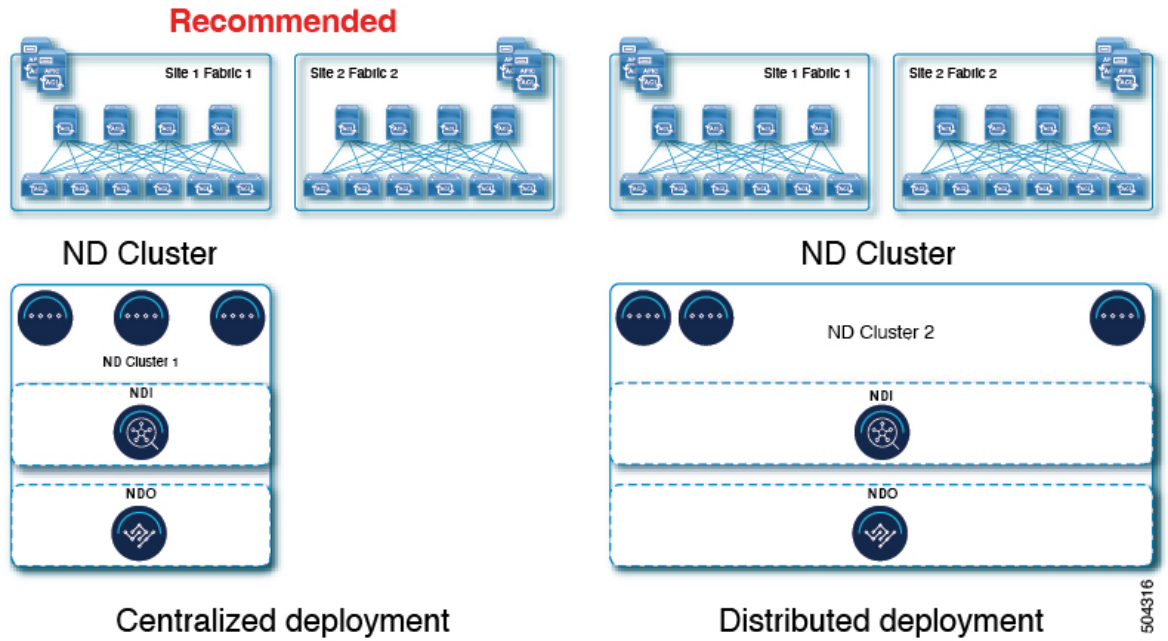 Recommended
Site 1 Fabric 1
Site 2 Fabric 2
Site 1 Fabric 1
Site 2 Fabric 2
ND Cluster
ND Cluster
ND Cluster 1
ND Cluster 2
NDI
NDI
NDO
NDO
Centralized deployment
Distributed deployment
504316